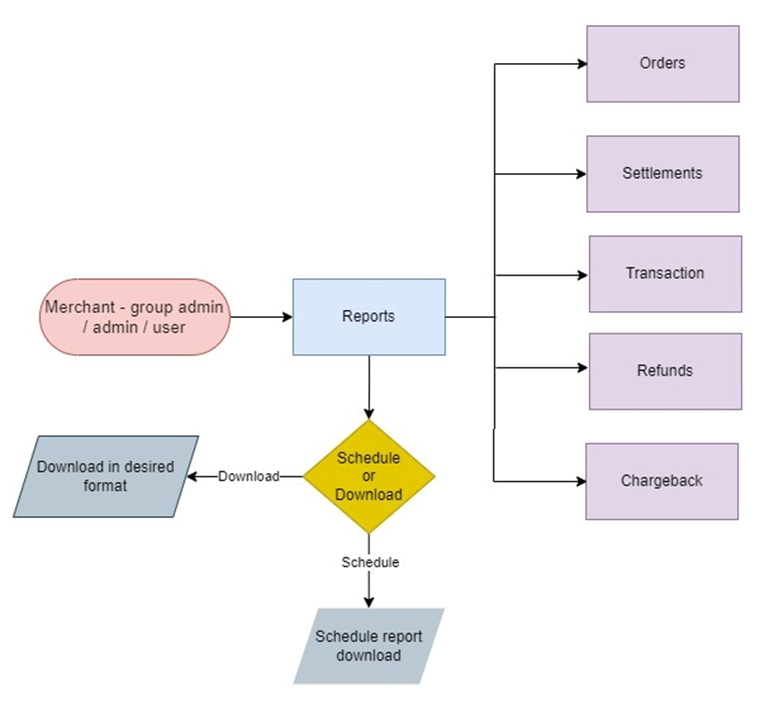 Orders
Settlements
Transaction
Merchant - group admin
/ admin / user
Reports
Refunds
Schedule
or
Download
Download in desired
format
Download
Chargeback
Schedule
Schedule report
download